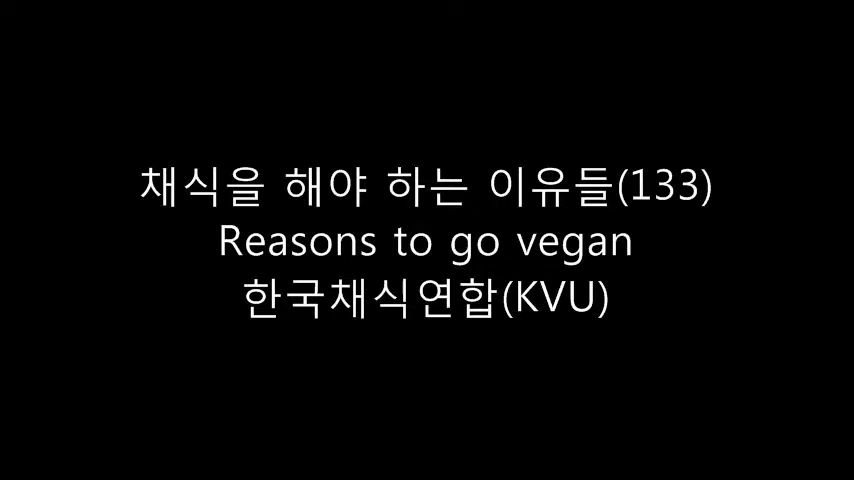 채식을 해야 하는 이유들(133)
Reasons to go vegan
한국채식연합(KVU)